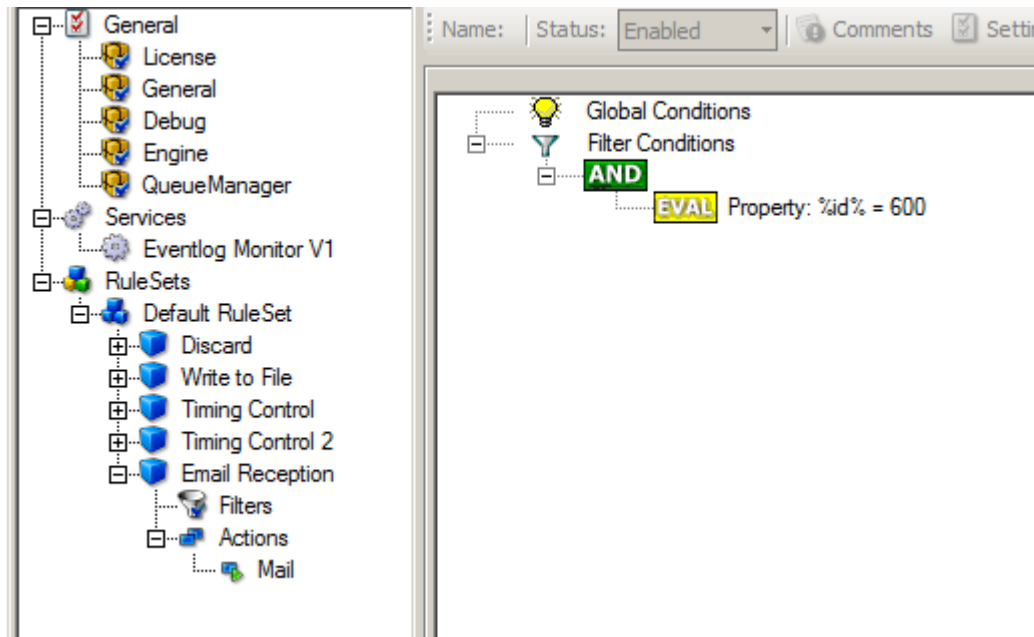 General
License
General
Debug
Engine
QueueManager
Services
Eventlog Monitor V1
RuleSets
Default RuleSet
Discard
Write to File
Timing Control
Timing Control 2
Email Reception
Filters
Actions
Mail
Name: Status: Enabled Comments Settin
Global Conditions
Filter Conditions
AND
EVAL Property: %id% = 600